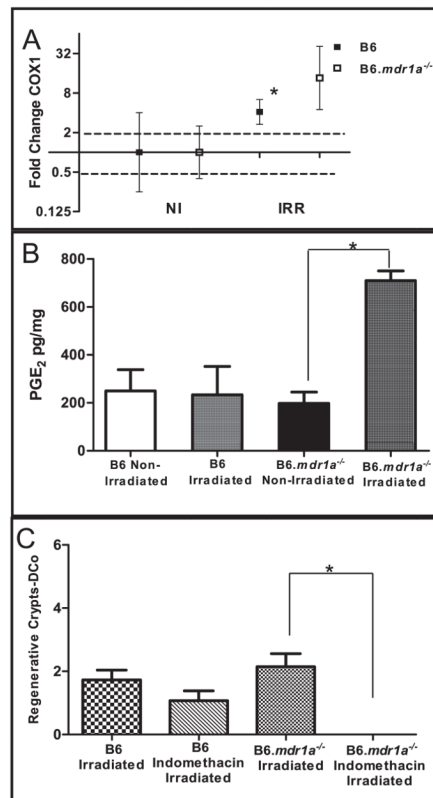 A
Fold Change COX1
32
8
2
0.5
0.125
*
B6
B6.mdr1a-/-
NI
IRR
B
PGE2 pg/mg
800
600
400
200
0
*
B6 Non-
Irradiated
B6
Irradiated
B6.mdr1a-/-
Non-Irradiated
B6.mdr1a-/-
Irradiated
C
Regenerative Crypts-DCo
6
4
2
0
*
B6
Irradiated
B6
Indomethacin
Irradiated
B6.mdr1a-/-
Irradiated
B6.mdr1a-/-
Indomethacin
Irradiated